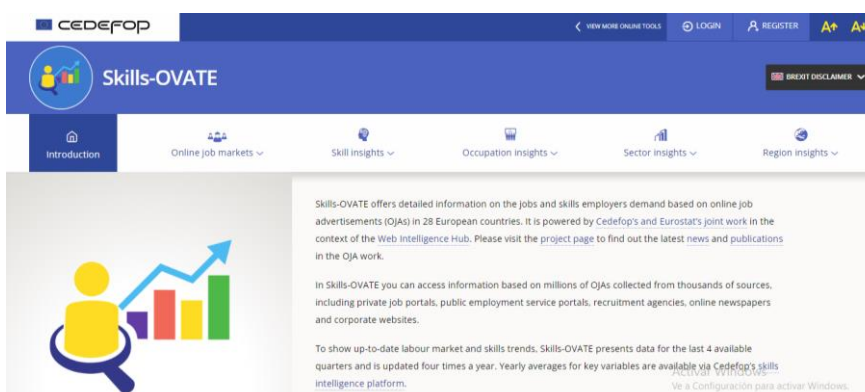 CEDEFOP
VIEW MORE ONLINE TOOLS
LOGIN
REGISTER
A
A
Skills-OVATE
BREXIT DISCLAIMER
Introduction
Online job markets
Skill insights
Occupation insights
Sector insights
Region insights
Skills-OVATE offers detailed information on the jobs and skills employers demand based on online job
advertisements (OJAs) in 28 European countries. It is powered by Cedefop's and Eurostat's joint work in the
context of the Web Intelligence Hub. Please visit the project page to find out the latest news and publications
in the OJA work.
In Skills-OVATE you can access information based on millions of OJAs collected from thousands of sources,
including private job portals, public employment service portals, recruitment agencies, online newspapers
and corporate websites.
To show up-to-date labour market and skills trends, Skills-OVATE presents data for the last 4 available
quarters and is updated four times a year. Yearly averages for key variables are available via Cedefop's skills
intelligence platform.
Activar Windows
Ve a Configuración para activar Windows.